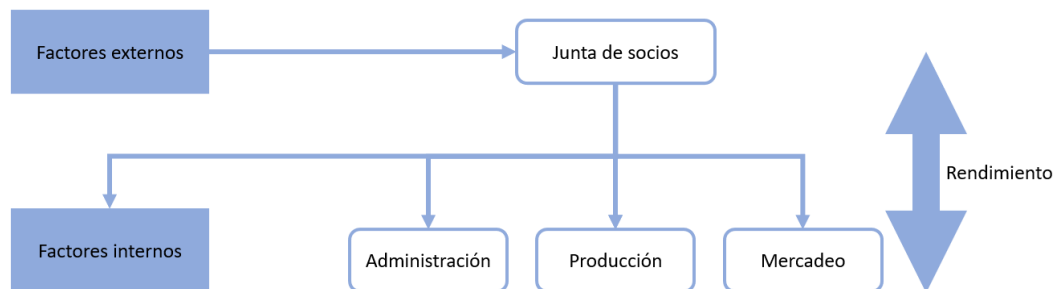 Factores externos
Junta de socios
Rendimiento
Factores internos
Administración
Producción
Mercadeo